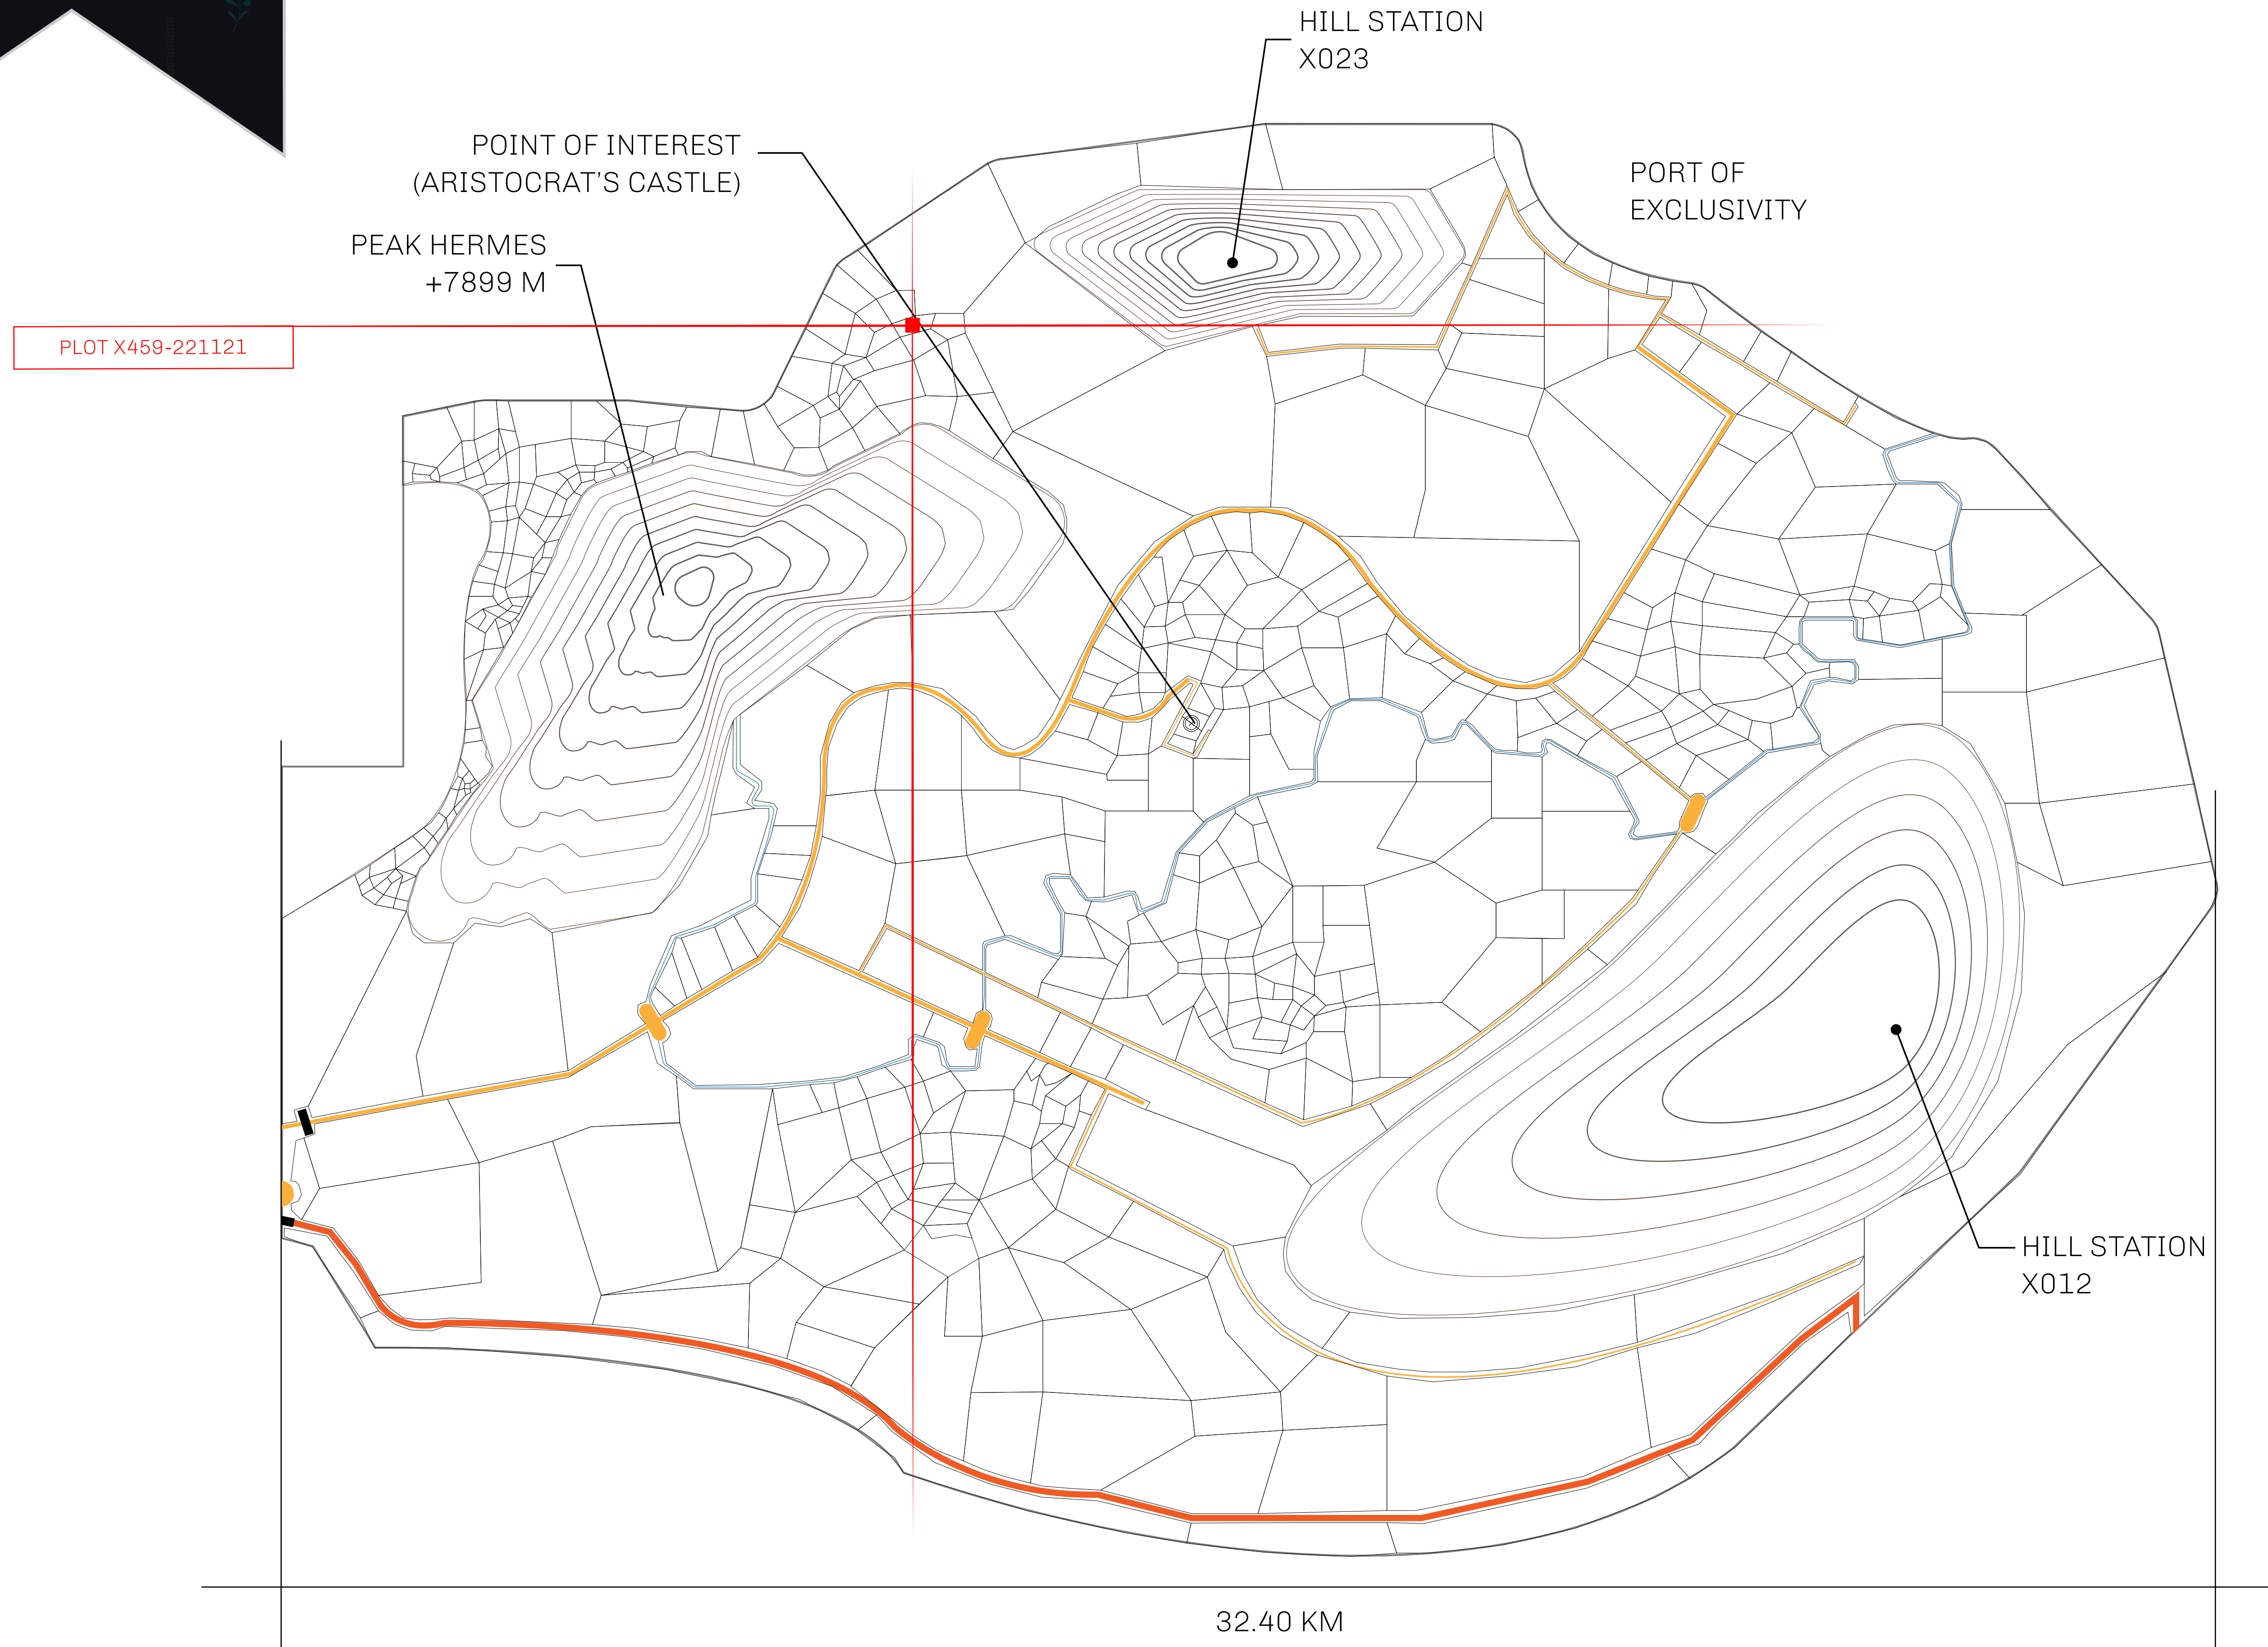 HILL STATION
X023
POINT OF INTEREST
(ARISTOCRAT'S CASTLE)
PORT OF
EXCLUSIVITY
PEAK HERMES
+7899 M
PLOT X459-221121
HILL STATION
X012
32.40 KM